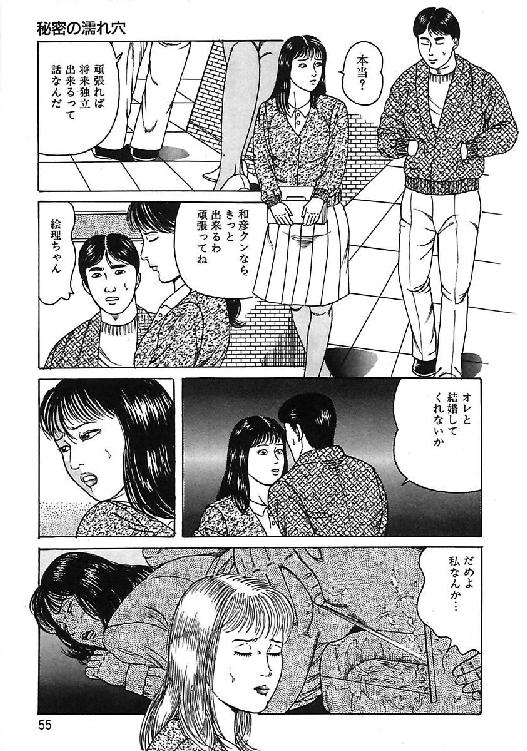 秘密の濡れ穴
本当？
頑張れば
将来独立
出来るって
話なんだ
和彦クンなら
きっと
出来るわ
頑張ってね
絵理ちゃん
オレと
結婚して
くれないか
だめよ
私なんか…
55